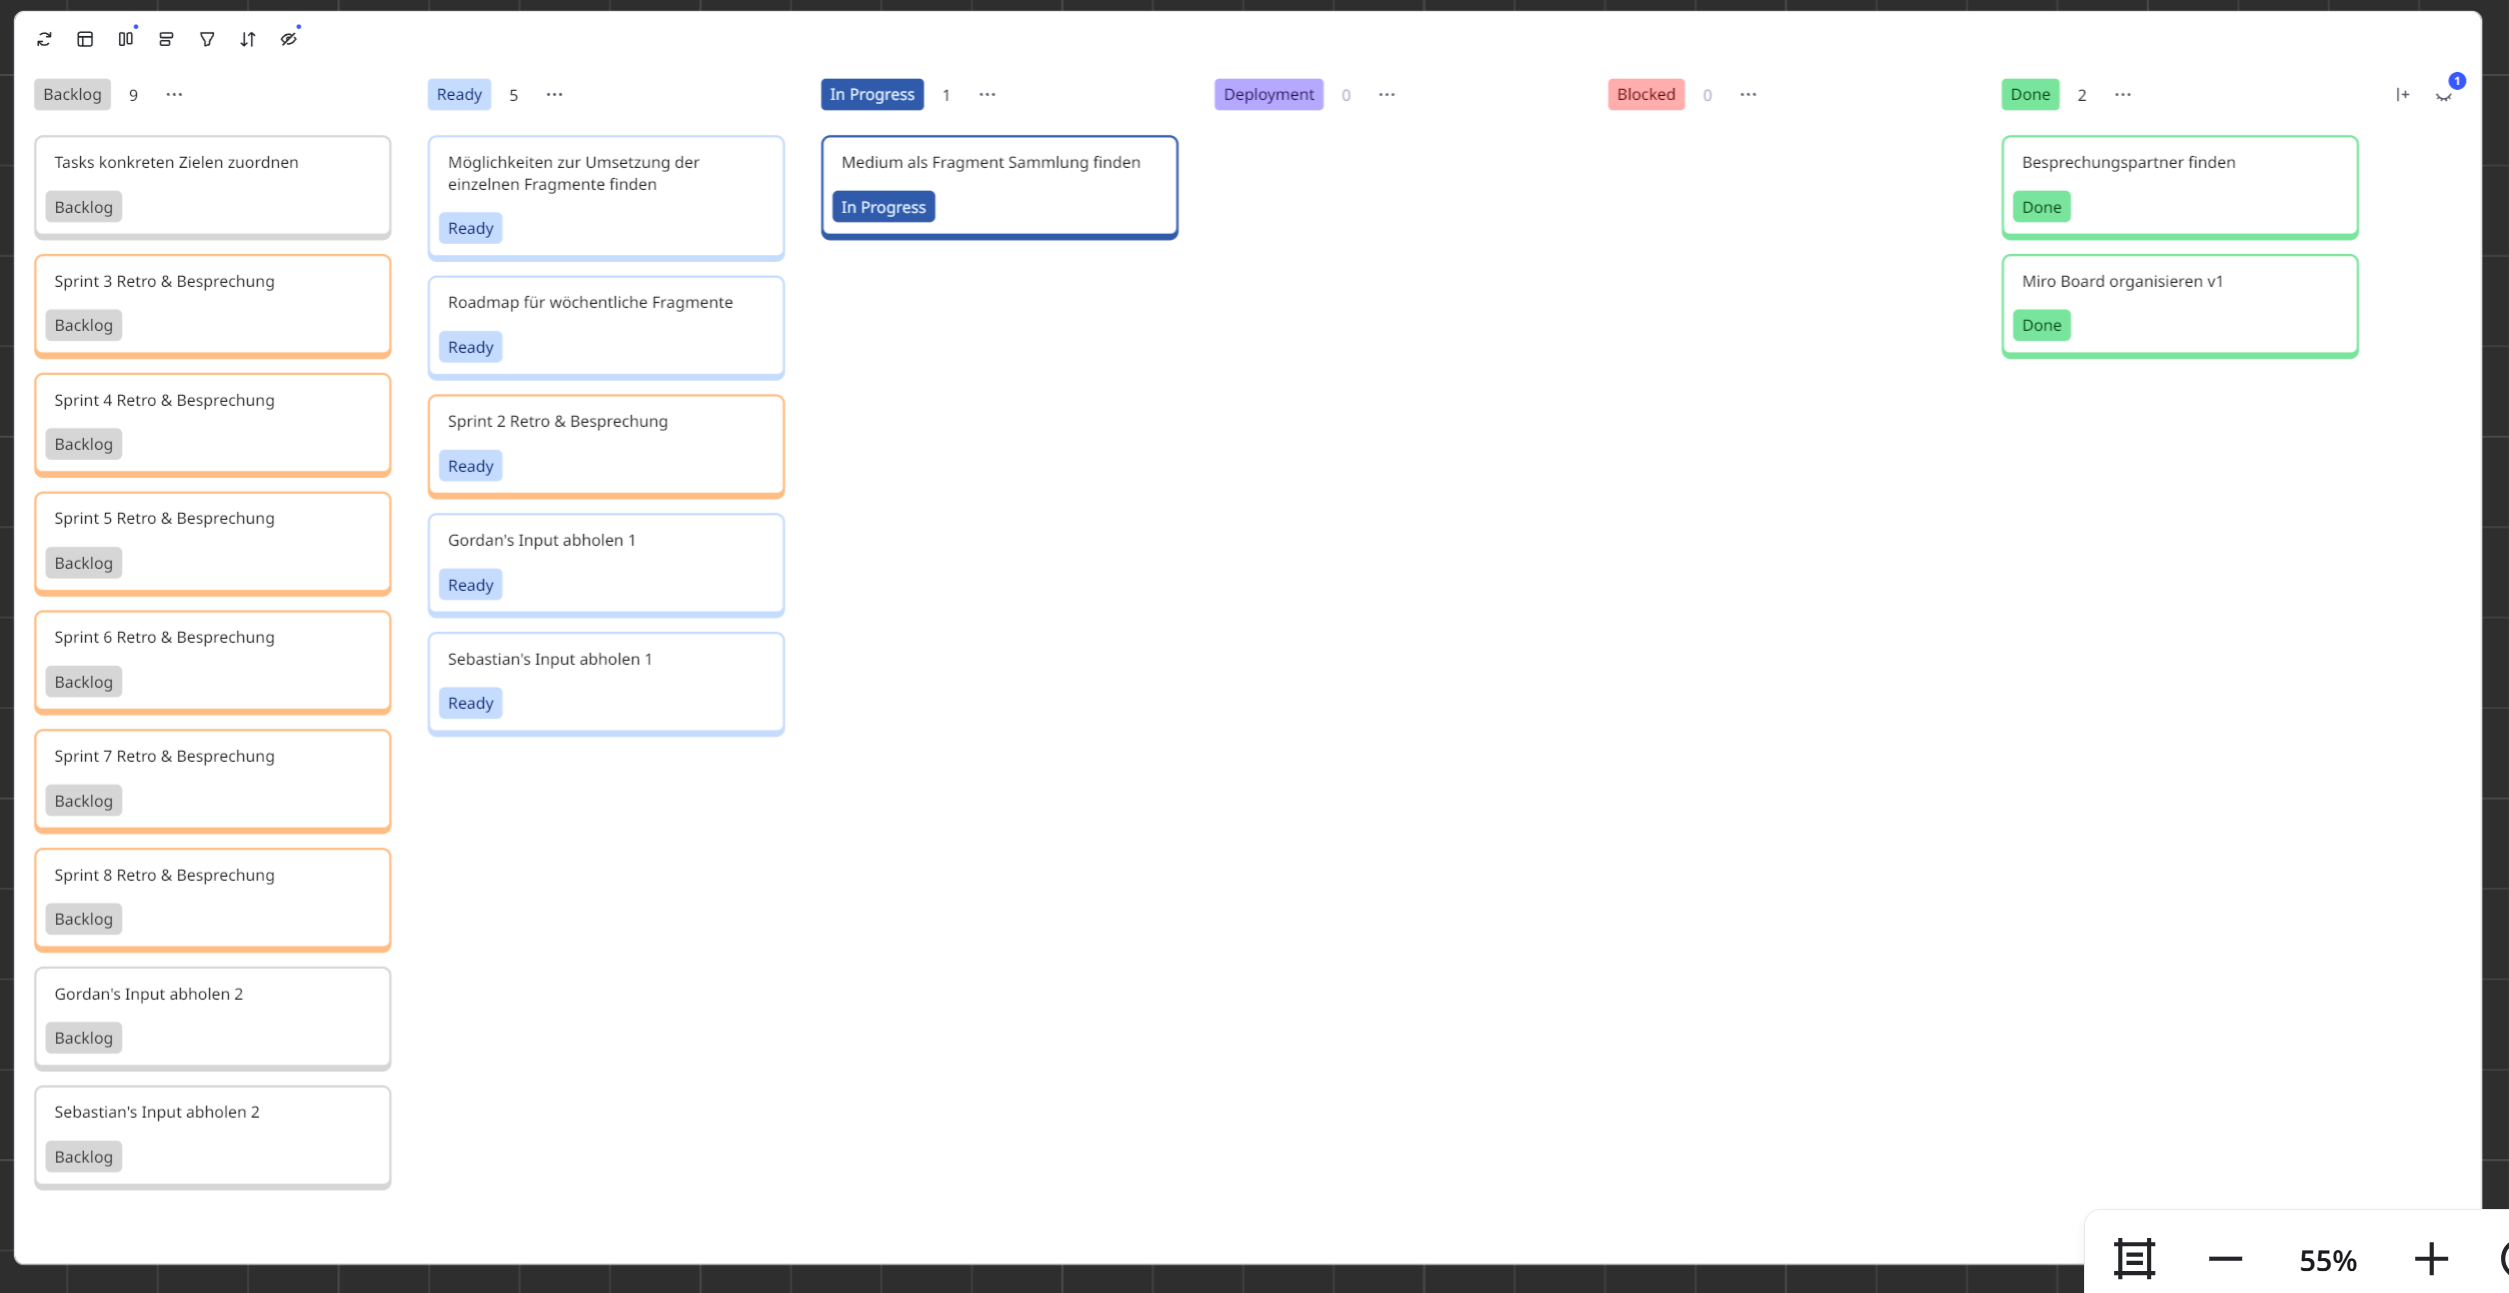 Backlog 9 ...
Tasks konkreten Zielen zuordnen
Backlog
Sprint 3 Retro & Besprechung
Backlog
Sprint 4 Retro & Besprechung
Backlog
Sprint 5 Retro & Besprechung
Backlog
Sprint 6 Retro & Besprechung
Backlog
Sprint 7 Retro & Besprechung
Backlog
Sprint 8 Retro & Besprechung
Backlog
Gordan's Input abholen 2
Backlog
Sebastian's Input abholen 2
Backlog
Ready 5 ...
Möglichkeiten zur Umsetzung der
einzelnen Fragmente finden
Ready
Roadmap für wöchentliche Fragmente
Ready
Sprint 2 Retro & Besprechung
Ready
Gordan's Input abholen 1
Ready
Sebastian's Input abholen 1
Ready
In Progress 1 ...
Medium als Fragment Sammlung finden
In Progress
Deployment 0 ...
Blocked 0 ...
Done 2 ...
Besprechungspartner finden
Done
Miro Board organisieren v1
Done
1
55%